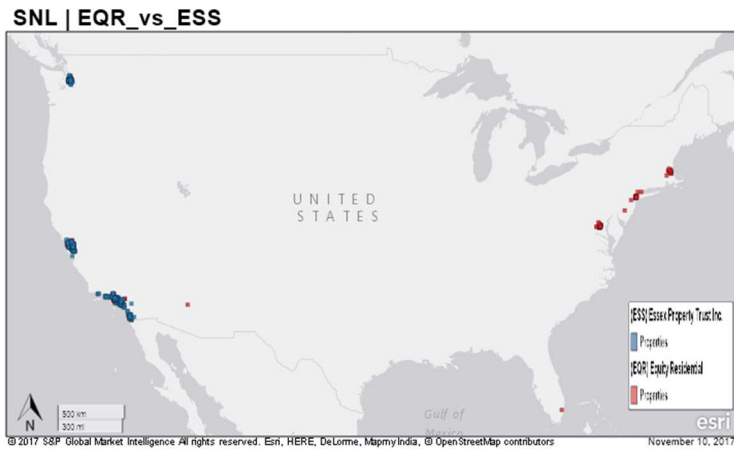 SNL | EQR_vs_ESS
UNITED
STATES
(ESS) Essex Property Trust Inc.
Properties
(EQR) Equity Residential
Properties
N
500 km
300 mi
Gulf of
Mexico
esri
© 2017 S&P Global Market Intelligence All rights reserved. Esri, HERE, DeLorme, MapmyIndia, © OpenStreetMap contributors
November 10, 2017